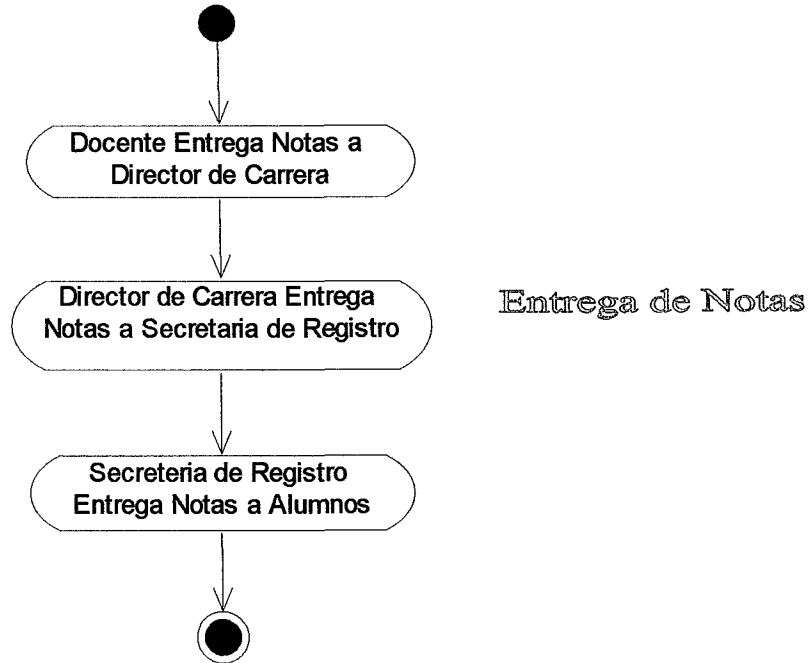 Docente Entrega Notas a
Director de Carrera
Director de Carrera Entrega
Notas a Secretaria de Registro
Entrega de Notas
Secreteria de Registro
Entrega Notas a Alumnos